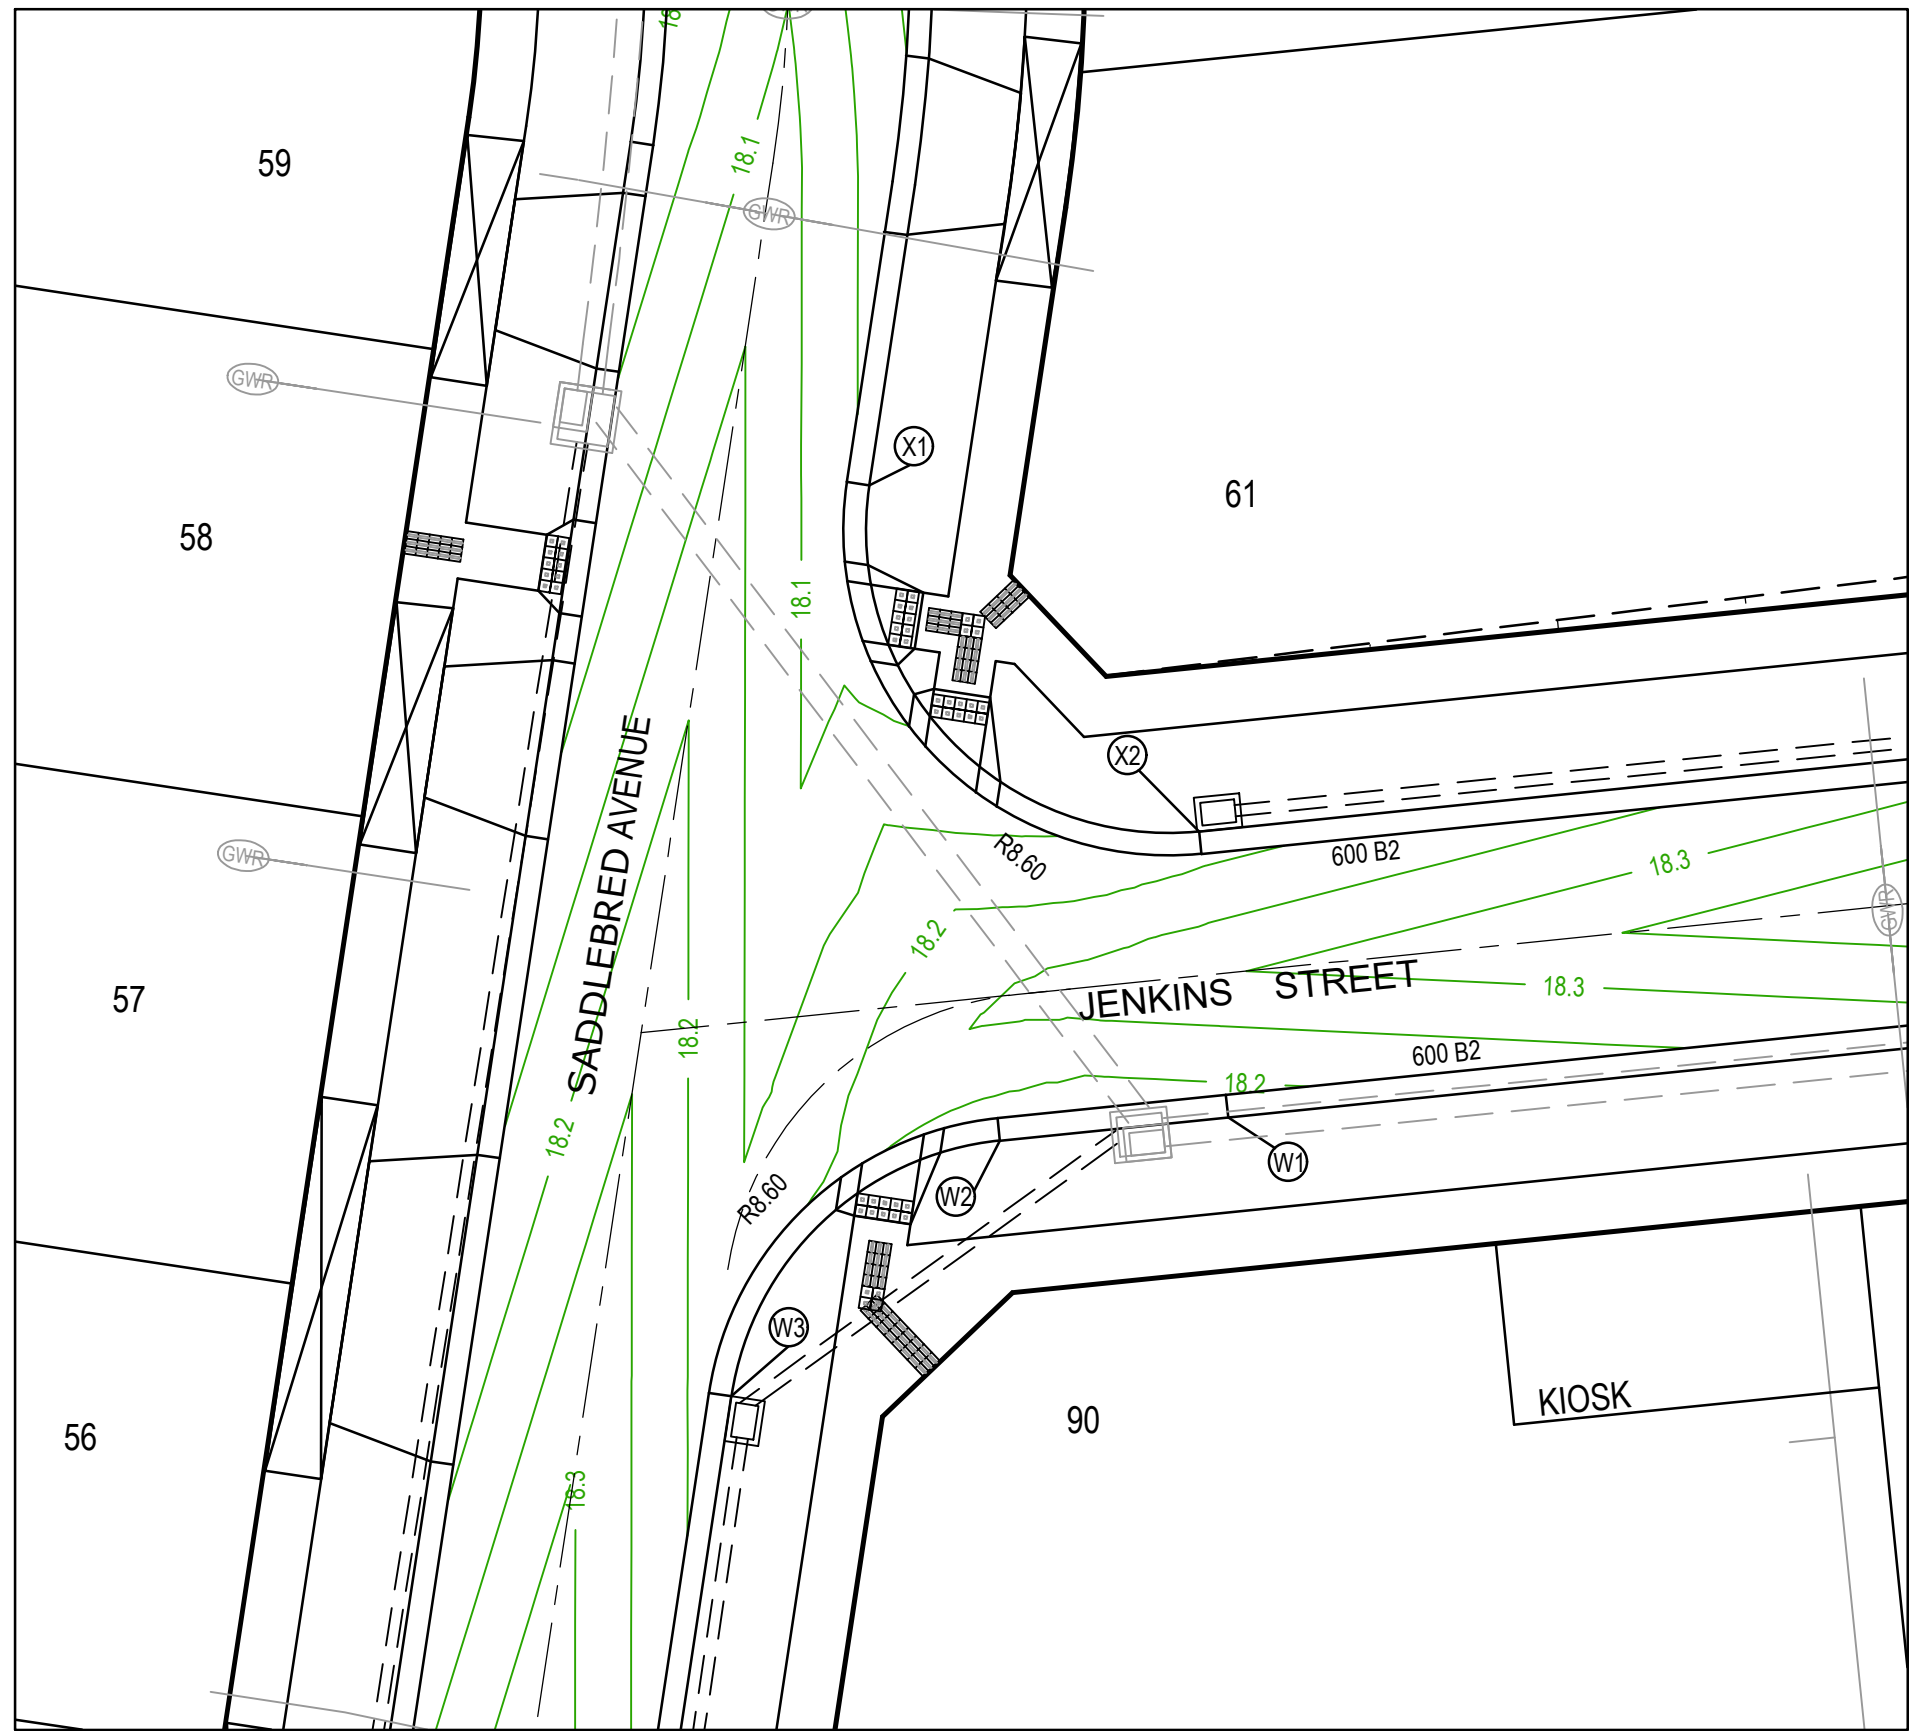 GWR
18.1
59
GWR
GWR
X1
61
58
18.1
SADDLEBRED AVENUE
X2
R8.60
600 B2
GWR
18.3
GWR
18.2
JENKINS STREET
18.3
57
18.2
600 B2
18.2
18.2
W1
W2
R8.60
W3
KIOSK
90
56
18.3